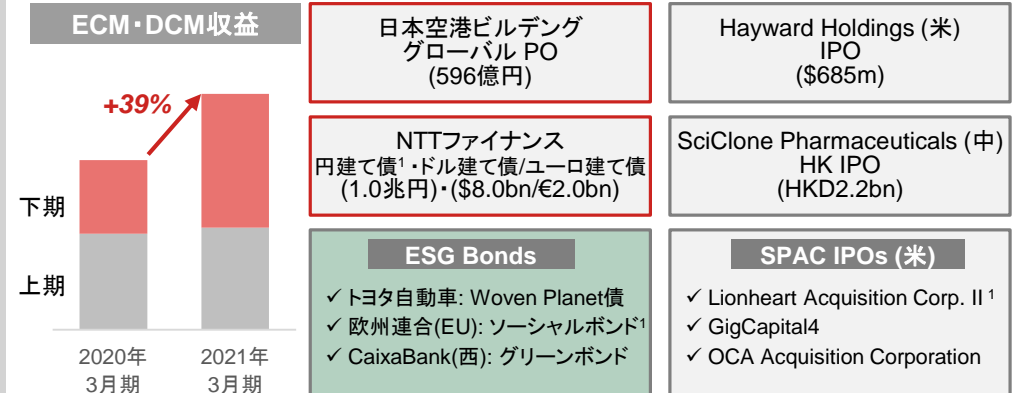 ECM・DCM収益
+39%
下期
上期
2020年
3月期
2021年
3月期
日本空港ビルデング
グローバル PO
(596億円)
Hayward Holdings (米)
IPO
($685m)
NTTファイナンス
円建て債1・ドル建て債/ユーロ建て債
(1.0兆円)・($8.0bn/€2.0bn)
SciClone Pharmaceuticals (中)
HK IPO
(HKD2.2bn)
ESG Bonds
✓ トヨタ自動車: Woven Planet債
✓ 欧州連合(EU): ソーシャルボンド1
✓ CaixaBank(西): グリーンボンド
SPAC IPOs (米)
✓ Lionheart Acquisition Corp. II 1
✓ GigCapital4
✓ OCA Acquisition Corporation